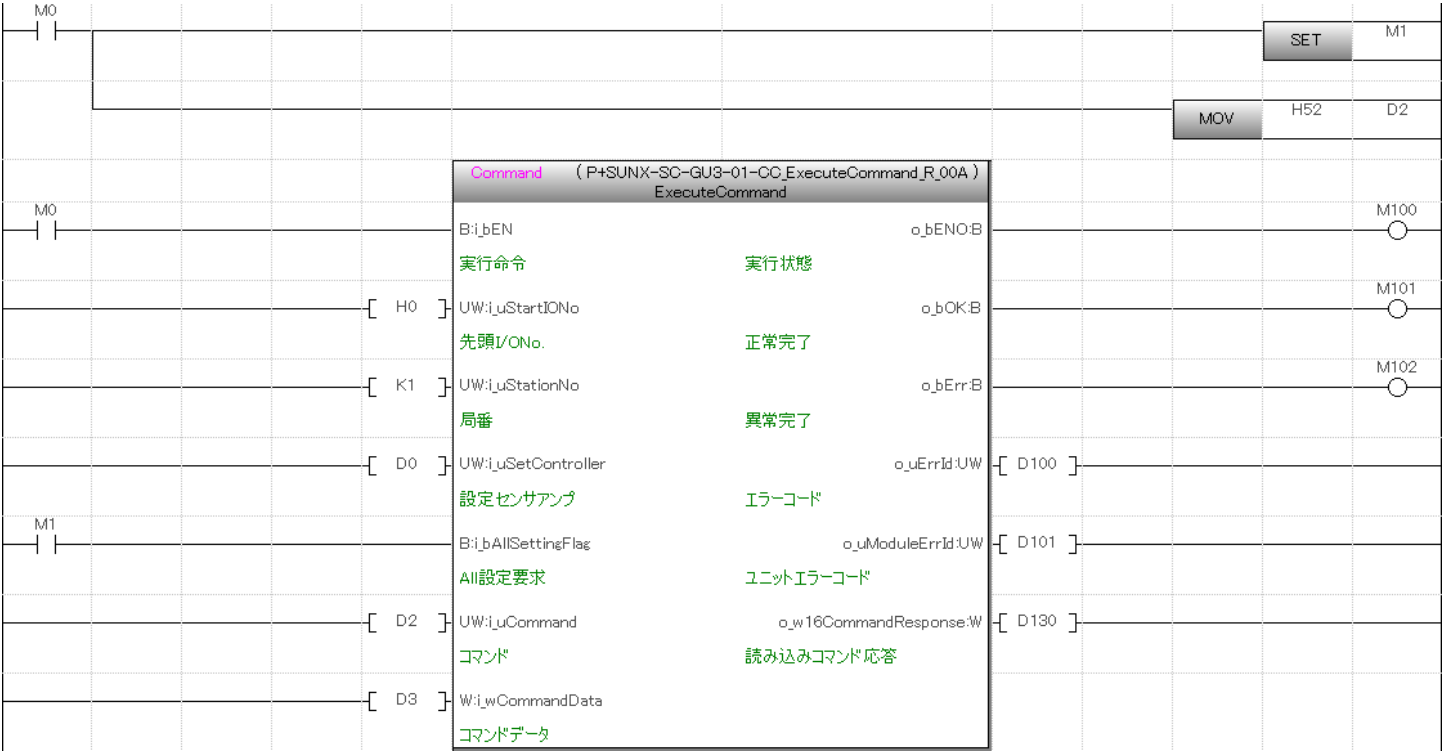 M0
SET M1
MOV H52 D2
Command (P+SUNX-SC-GU3-01-CC_ExecuteCommand_R_00A)
ExecuteCommand
M0 M100
B:i_bEN o_bENO:B
実行命令 実行状態
M101
H0 UW:i_uStartIONo o_bOK:B
先頭I/ONo. 正常完了
M102
K1 UW:i_uStationNo o_bErr:B
局番 異常完了
D0 UW:i_uSetController o_uErrId:UW D100
設定センサアンプ エラーコード
M1
B:i_bAllSettingFlag o_uModuleErrId:UW D101
All設定要求 ユニットエラーコード
D2 UW:i_uCommand o_w16CommandResponse:W D130
コマンド 読み込みコマンド応答
D3 W:i_wCommandData
コマンドデータ